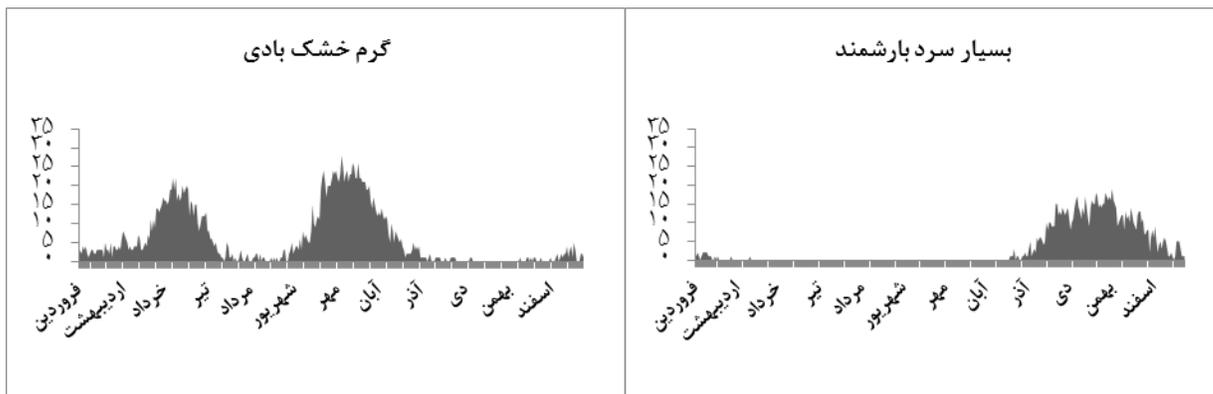 بسیار سرد بارشمند
۳۵
۳۰
۲۵
۲۰
۱۵
۱۰
۵
۰
فروردین
اردیبهشت
خرداد
تیر
مرداد
شهریور
مهر
آبان
آذر
دی
بهمن
اسفند
گرم خشک بادی
۳۵
۳۰
۲۵
۲۰
۱۵
۱۰
۵
۰
فروردین
اردیبهشت
خرداد
تیر
مرداد
شهریور
مهر
آبان
آذر
دی
بهمن
اسفند